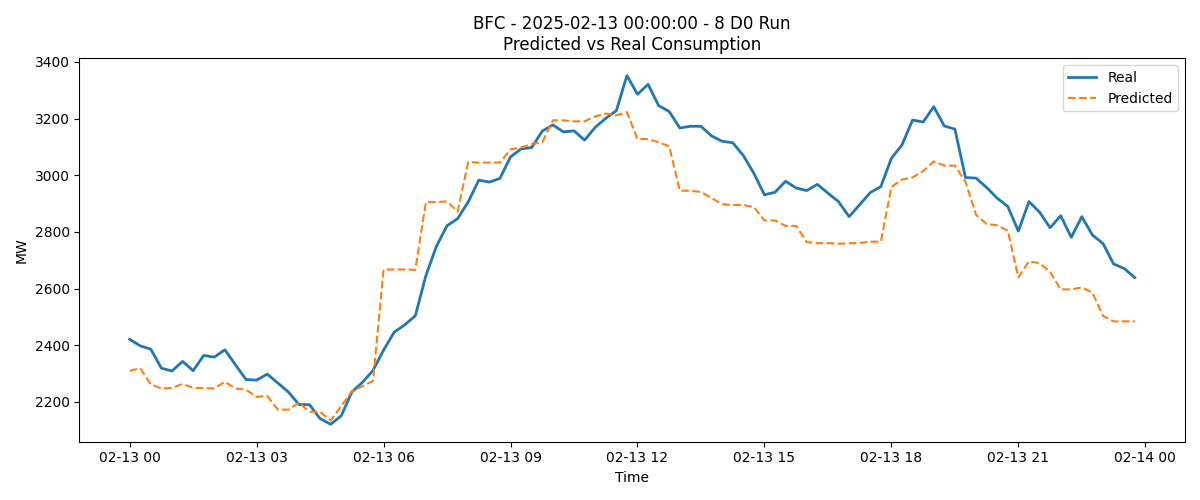 BFC - 2025-02-13 00:00:00 - 8 D0 Run
Predicted vs Real Consumption
Real
Predicted
3400
3200
3000
2800
2600
2400
2200
MW
02-13 00
02-13 03
02-13 06
02-13 09
02-13 12
02-13 15
02-13 18
02-13 21
02-14 00
Time